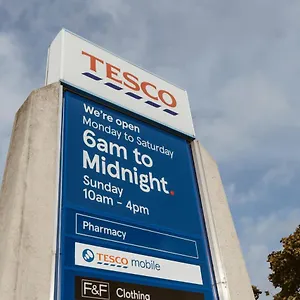 TESCO
We're open
Monday to Saturday
6am to
Midnight.
Sunday
10am - 4pm
Pharmacy
TESCO mobile
F&F Clothing